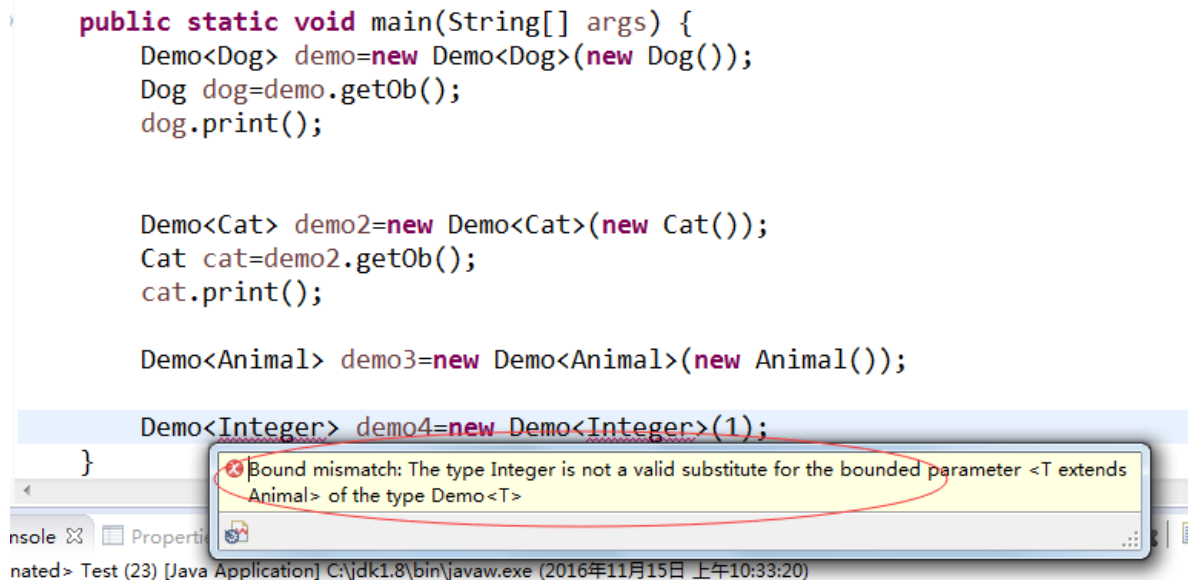 public static void main(String[] args) {
Demo<Dog> demo=new Demo<Dog>(new Dog());
Dog dog=demo.getOb();
dog.print();
Demo<Cat> demo2=new Demo<Cat>(new Cat());
Cat cat=demo2.getOb();
cat.print();
Demo<Animal> demo3=new Demo<Animal>(new Animal());
Demo<Integer> demo4=new Demo<Integer>(1);
}
Bound mismatch: The type Integer is not a valid substitute for the bounded parameter <T extends
Animal> of the type Demo<T>
nsole Properti
nated> Test (23) [Java Application] C:\jdk1.8\bin\javaw.exe (2016年11月15日 上午10:33:20)